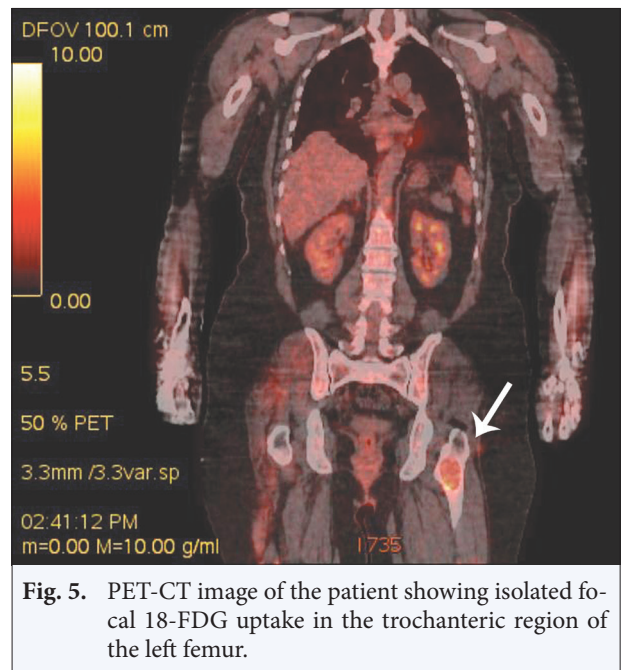 DFOV 100.1 cm
10.00
0.00
5.5
50 % PET
3.3mm /3.3var.sp
02:41:12 PM
m=0.00 M=10.00 g/ml
1735
Fig. 5. PET-CT image of the patient showing isolated fo-
cal 18-FDG uptake in the trochanteric region of
the left femur.